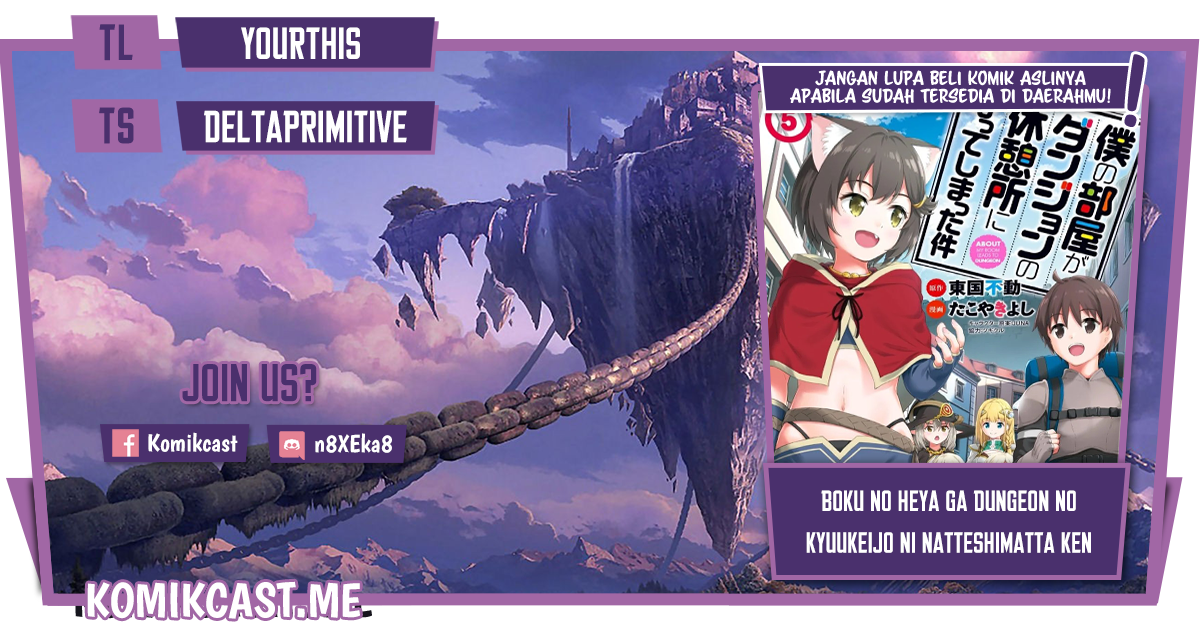 TL
YOURTHIS
TS
DELTAPRIMITIVE
JOIN US?
Komikcast
n8XEka8
KOMIKCAST.ME
JANGAN LUPA BELI KOMIK ASLINYA
APABILA SUDAH TERSEDIA DI DAERAHMU!
5
僕の部屋が
ダンジョンの
休憩所に
ってしまった件
ABOUT
MY ROOM
LEADS TO
DUNGEON
原作 東国不動
漫画 たこやきよし
BOKU NO HEYA GA DUNGEON NO
KYUUKEIJO NI NATTESHIMATTA KEN